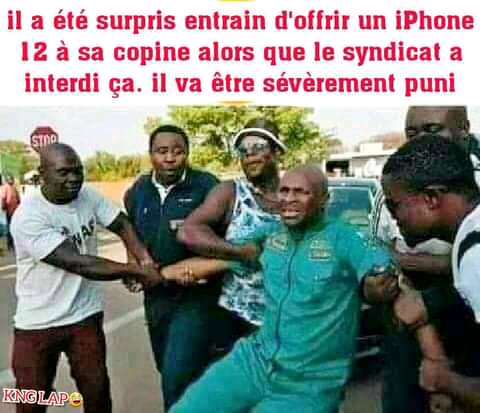 il a été surpris entrain d'offrir un iPhone
12 à sa copine alors que le syndicat a
interdi ça. il va être sévèrement puni
STOP
KNG LAP